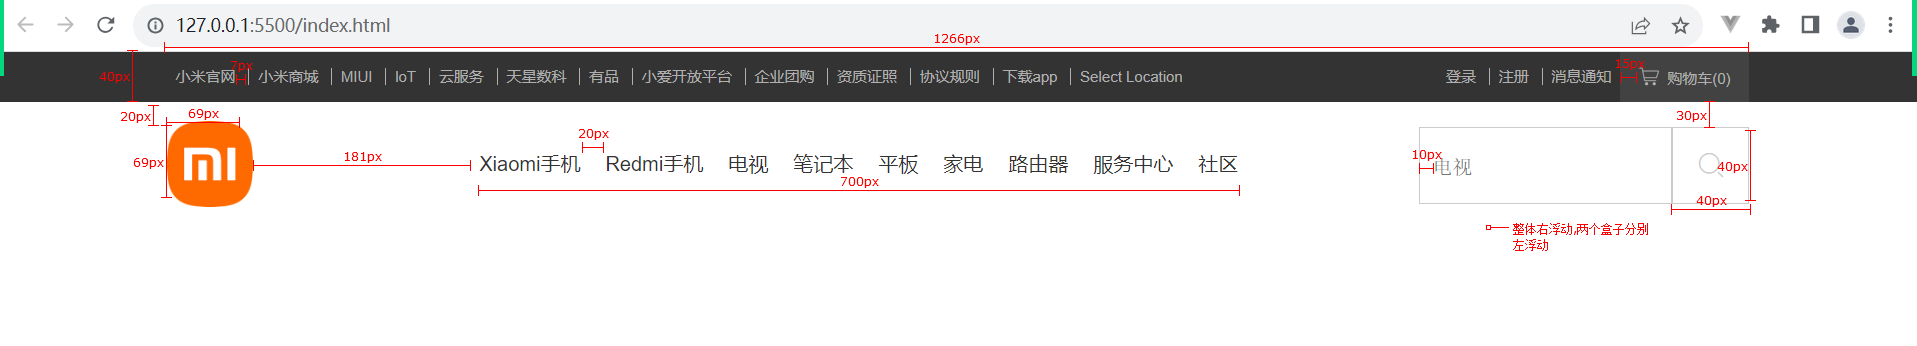 127.0.0.1:5500/index.html
1266px
40px
7px
15px
小米官网 小米商城 MIUI IoT 云服务 天星数科 有品 小爱开放平台 企业团购 资质证照 协议规则 下载app Select Location 登录 注册 消息通知 购物车(0)
20px
69px
30px
20px
69px
181px
Xiaomi手机 Redmi手机 电视 笔记本 平板 家电 路由器 服务中心 社区
10px
电视
40px
700px
40px
整体右浮动,两个盒子分别
左浮动